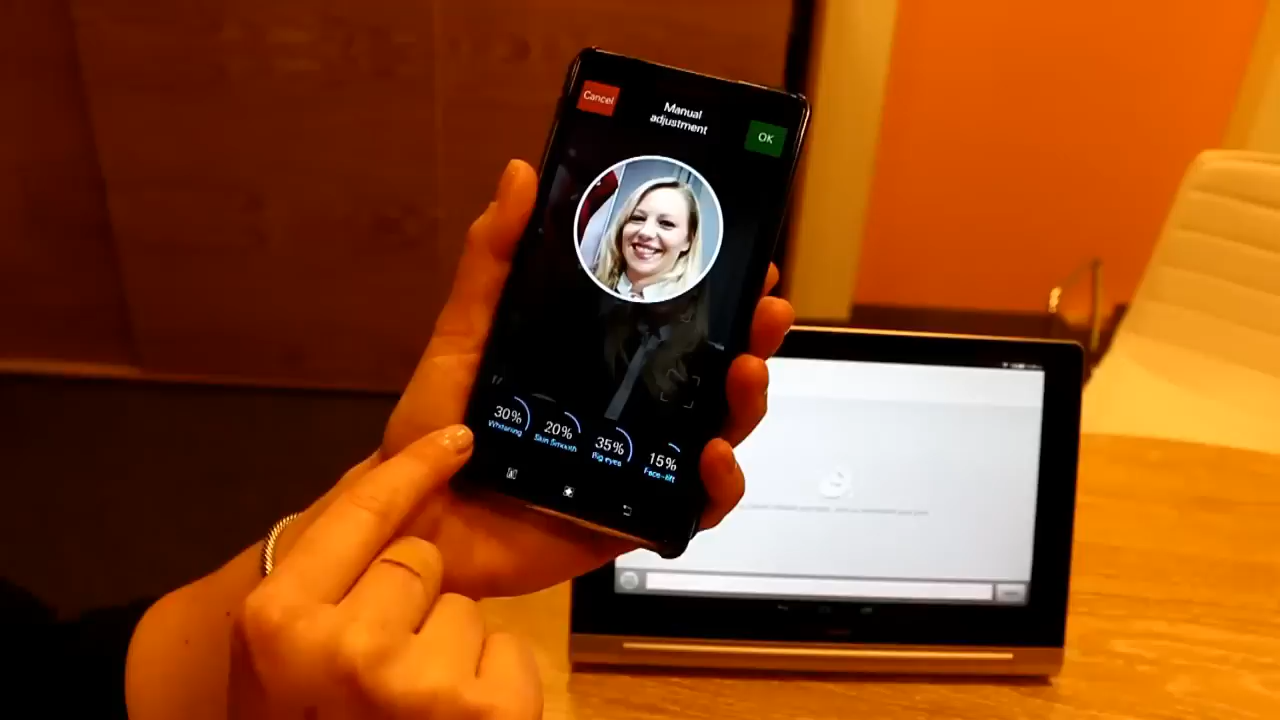 Cancel
Manual
adjustment
OK
30%
Whitening
20%
Skin Smooth
35%
Big eyes
15%
Face-lift